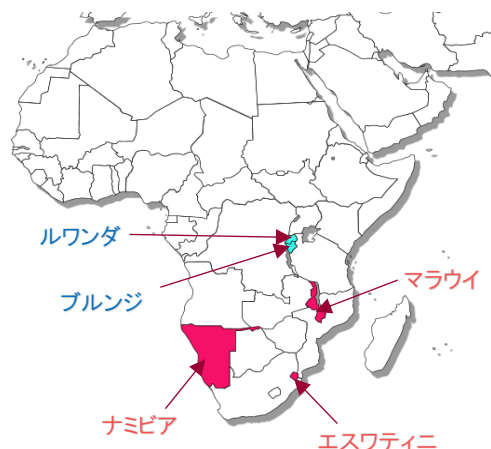 ルワンダ
ブルンジ
マラウイ
ナミビア
エスワティニ